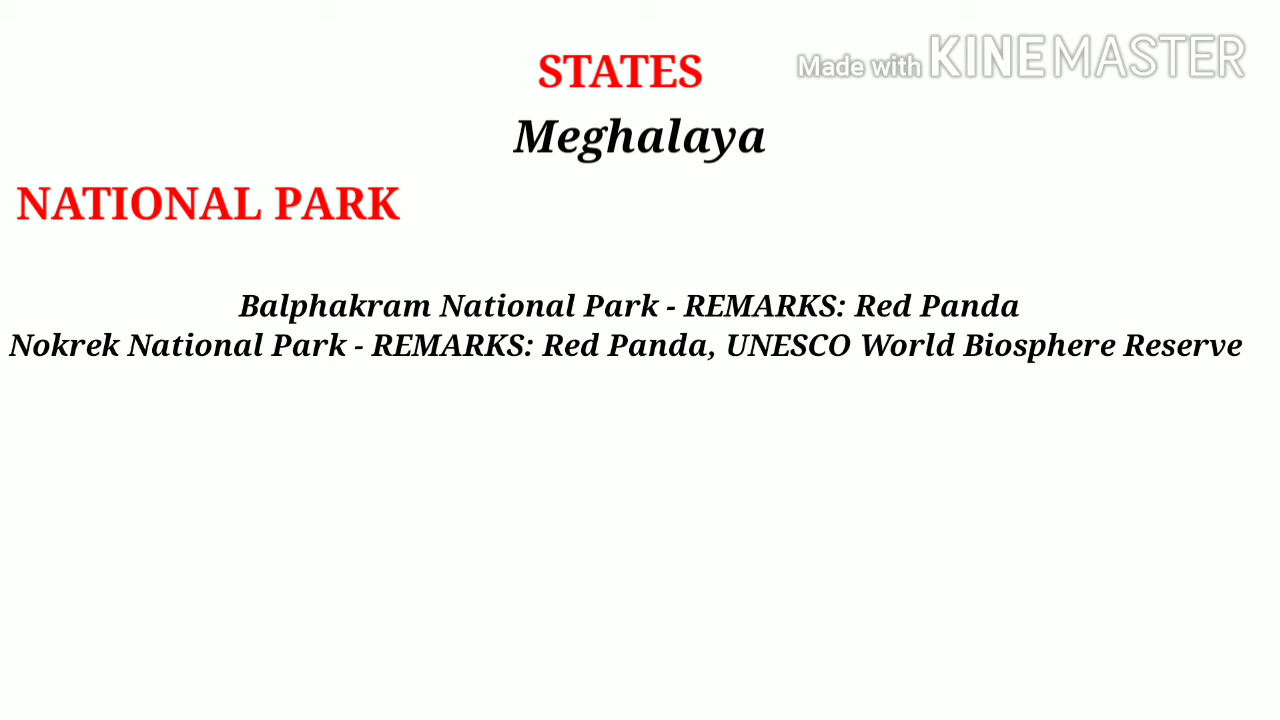 Made with KINEMASTER
STATES
Meghalaya
NATIONAL PARK
Balphakram National Park - REMARKS: Red Panda
Nokrek National Park - REMARKS: Red Panda, UNESCO World Biosphere Reserve